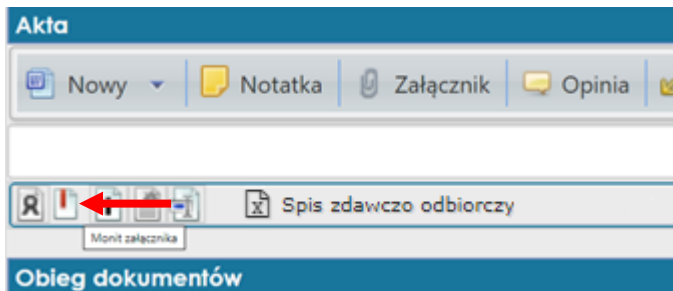 Akta
Nowy Notatka Załącznik Opinia
Spis zdawczo odbiorczy
Monit załącznika
Obieg dokumentów